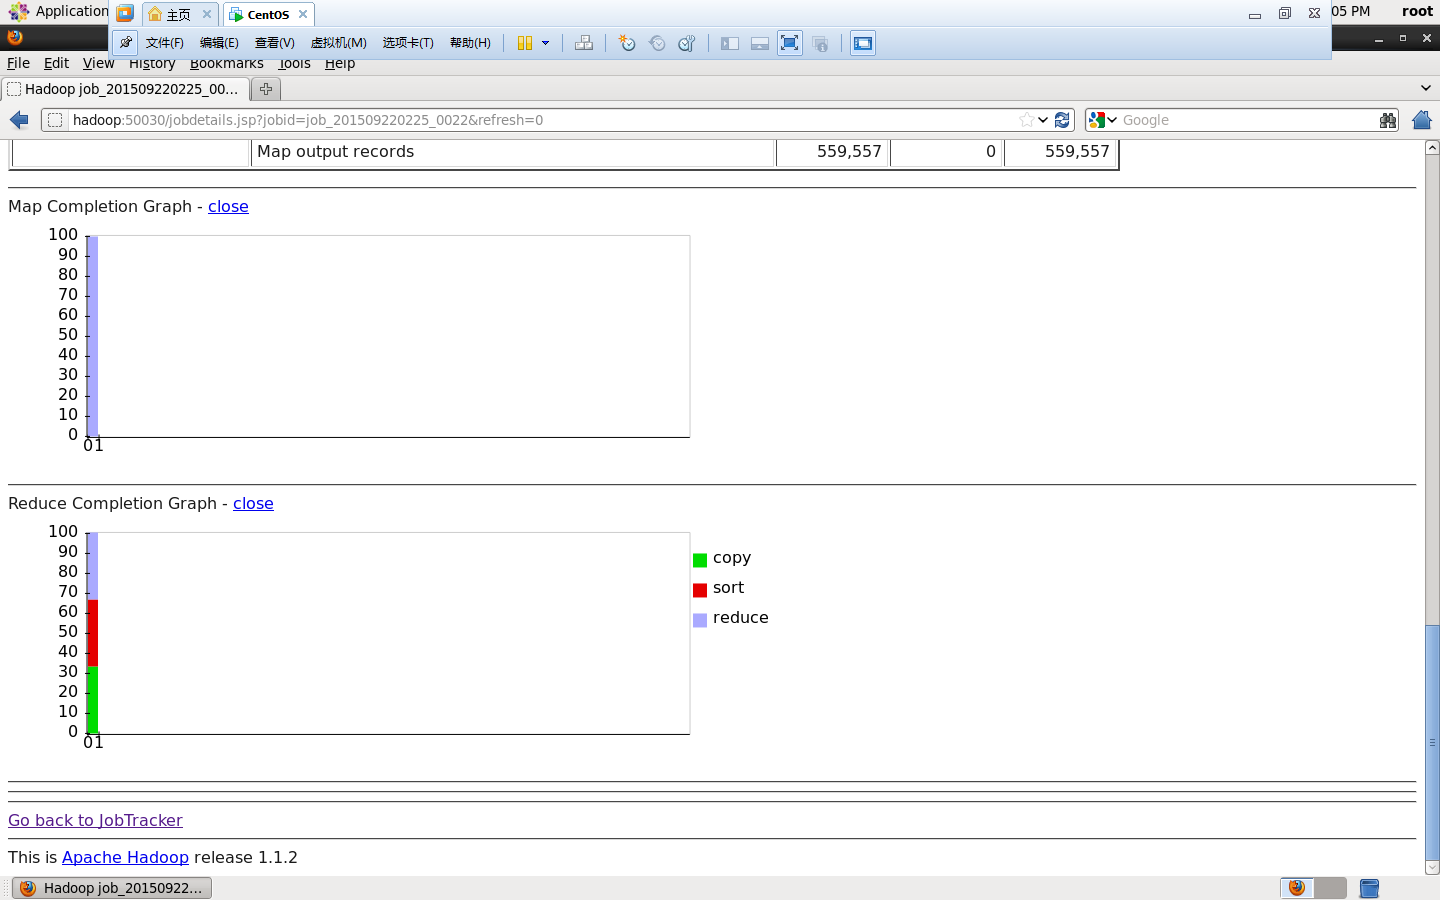 Application
主页
CentOS
05 PM
root
文件(F) 编辑(E) 查看(V) 虚拟机(M) 选项卡(T) 帮助(H)
File Edit View History Bookmarks Tools Help
Hadoop job_201509220225_00...
hadoop:50030/jobdetails.jsp?jobid=job_201509220225_0022&refresh=0
Google
Map output records 559,557 0 559,557
Map Completion Graph - close
100
90
80
70
60
50
40
30
20
10
0
0 1
Reduce Completion Graph - close
100
90
80
70
60
50
40
30
20
10
0
0 1
copy
sort
reduce
Go back to JobTracker
This is Apache Hadoop release 1.1.2
Hadoop job_20150922...